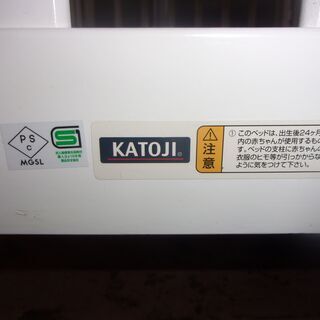 PS
C
MGSL
S
KATOJI
注意
① このベッドは、出生後24ヶ月
内の赤ちゃんが使用するも
す。ベッドの支柱に赤ちゃん
衣服のヒモ等が引っかからな
ように気をつけて下さい。